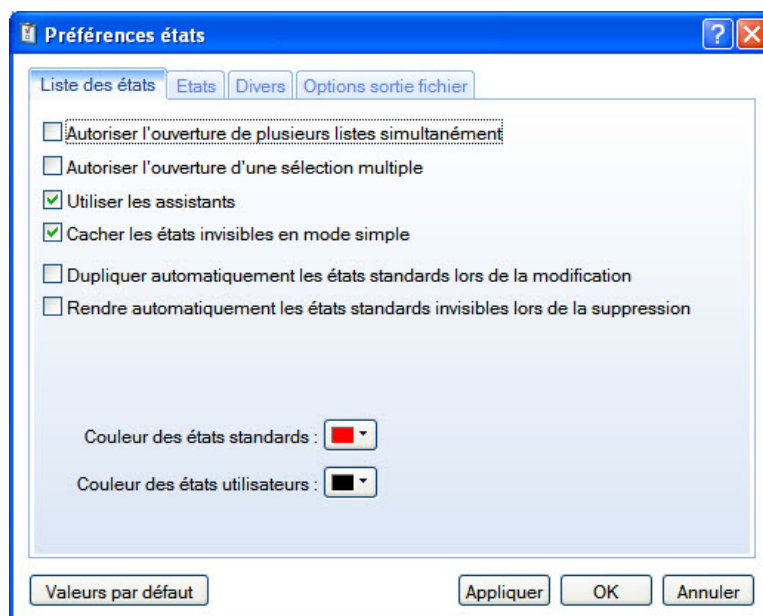 Préférences états
Liste des états Etats Divers Options sortie fichier
Autoriser l'ouverture de plusieurs listes simultanément
Autoriser l'ouverture d'une sélection multiple
Utiliser les assistants
Cacher les états invisibles en mode simple
Dupliquer automatiquement les états standards lors de la modification
Rendre automatiquement les états standards invisibles lors de la suppression
Couleur des états standards :
Couleur des états utilisateurs :
Valeurs par défaut Appliquer OK Annuler